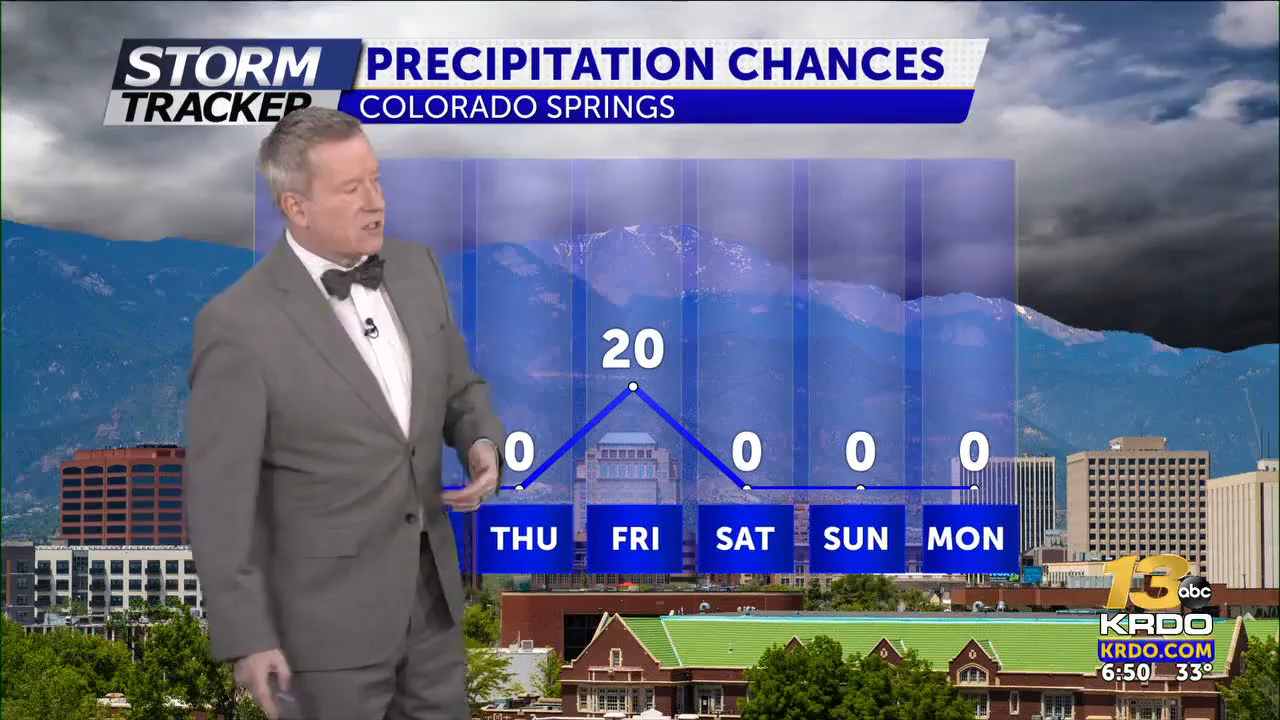 STORM
TRACKER
PRECIPITATION CHANCES
COLORADO SPRINGS
20
0
0
0
0
THU
FRI
SAT
SUN
MON
13
abc
KRDO
KRDO.COM
6:50 33°